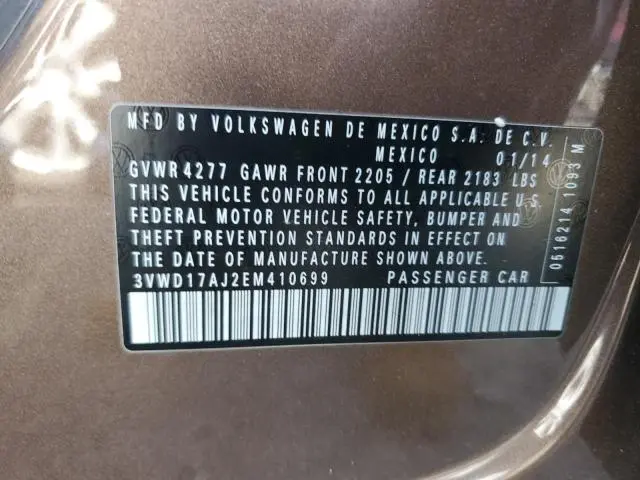 MFD BY VOLKSWAGEN DE MEXICO S.A. DE C.V.
MEXICO 01/14
GVWR 4277 GAWR FRONT 2205 / REAR 2183 LBS
THIS VEHICLE CONFORMS TO ALL APPLICABLE U.S.
FEDERAL MOTOR VEHICLE SAFETY, BUMPER AND
THEFT PREVENTION STANDARDS IN EFFECT ON
THE DATE OF MANUFACTURE SHOWN ABOVE.
3VWD17AJ2EM410699 PASSENGER CAR
0516214 1093 M